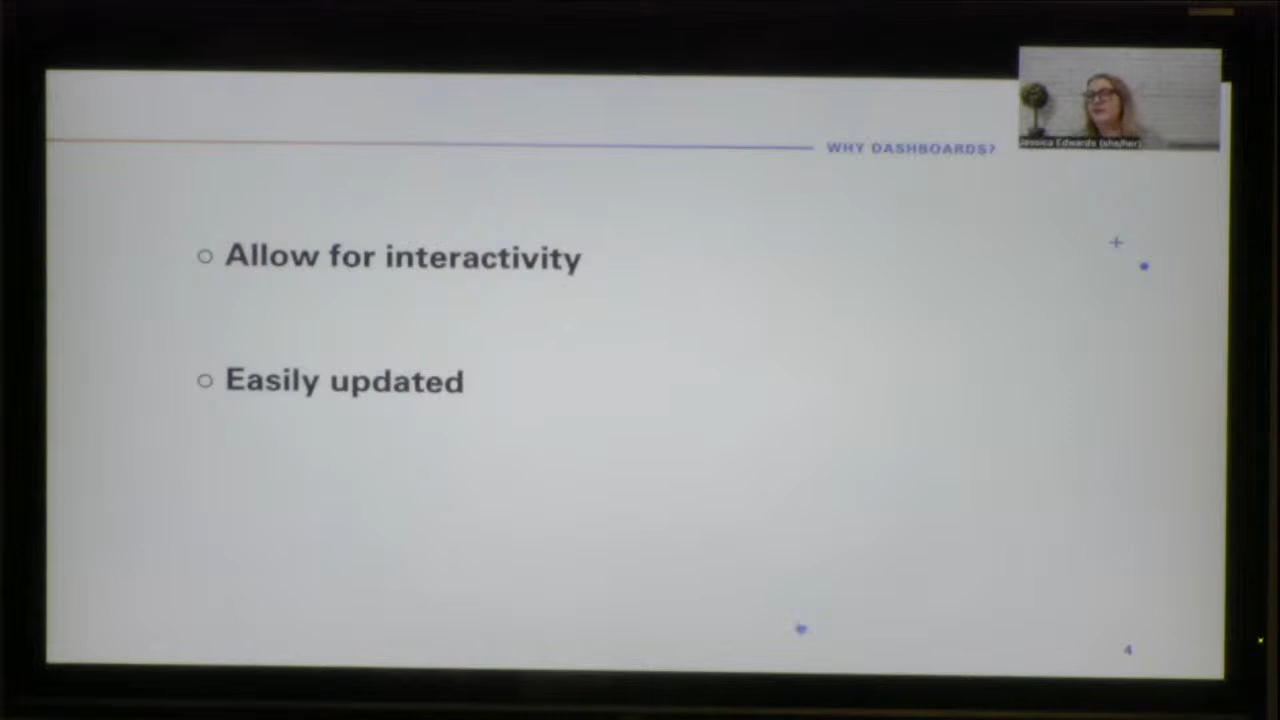 WHY DASHBOARDS?
Jessica Edwards (she/her)
○ Allow for interactivity
○ Easily updated
4